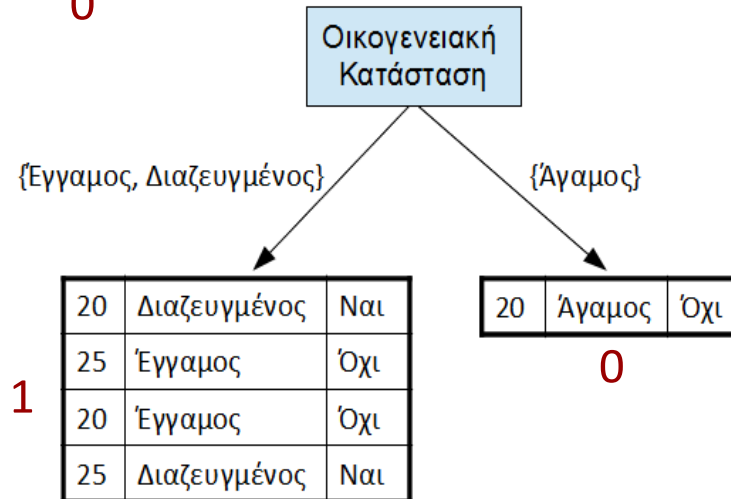 0
Οικογενειακή
Κατάσταση
{Έγγαμος, Διαζευγμένος}
{Άγαμος}
20 Διαζευγμένος Ναι
25 Έγγαμος Όχι
20 Έγγαμος Όχι
25 Διαζευγμένος Ναι
1
20 Άγαμος Όχι
0